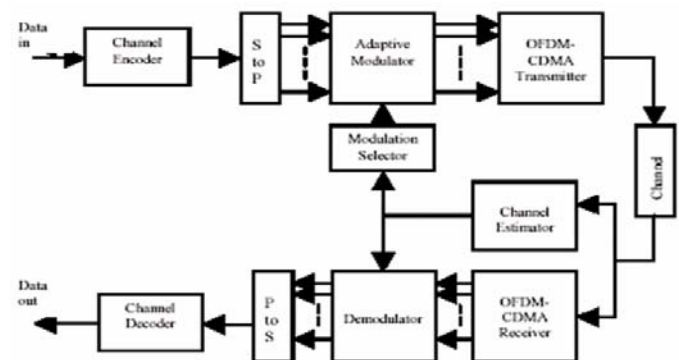 Data
in
Channel
Encoder
S
to
P
Adaptive
Modulator
OFDM-
CDMA
Transmitter
Modulation
Selector
Channel
Channel
Estimator
Data
out
Channel
Decoder
P
to
S
Demodulator
OFDM-
CDMA
Receiver